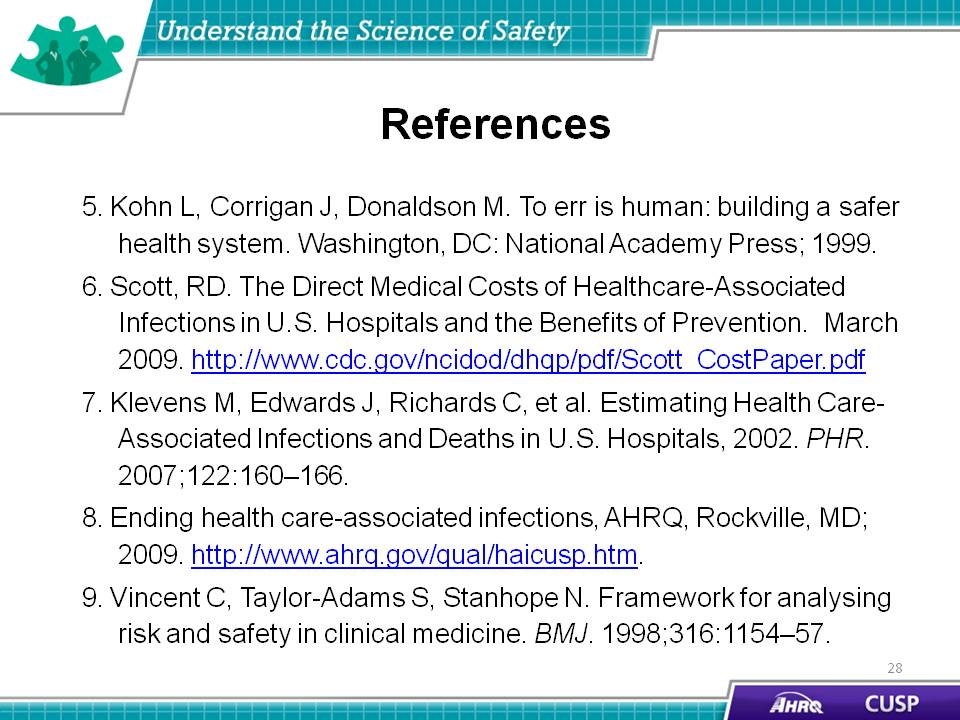 Understand the Science of Safety
References
5. Kohn L, Corrigan J, Donaldson M. To err is human: building a safer
health system. Washington, DC: National Academy Press; 1999.
6. Scott, RD. The Direct Medical Costs of Healthcare-Associated
Infections in U.S. Hospitals and the Benefits of Prevention.  March
2009. http://www.cdc.gov/ncidod/dhqp/pdf/Scott_CostPaper.pdf
7. Klevens M, Edwards J, Richards C, et al. Estimating Health Care-
Associated Infections and Deaths in U.S. Hospitals, 2002. PHR.
2007;122:160–166.
8. Ending health care-associated infections, AHRQ, Rockville, MD;
2009. http://www.ahrq.gov/qual/haicusp.htm.
9. Vincent C, Taylor-Adams S, Stanhope N. Framework for analysing
risk and safety in clinical medicine. BMJ. 1998;316:1154–57.
28
AHRQ CUSP